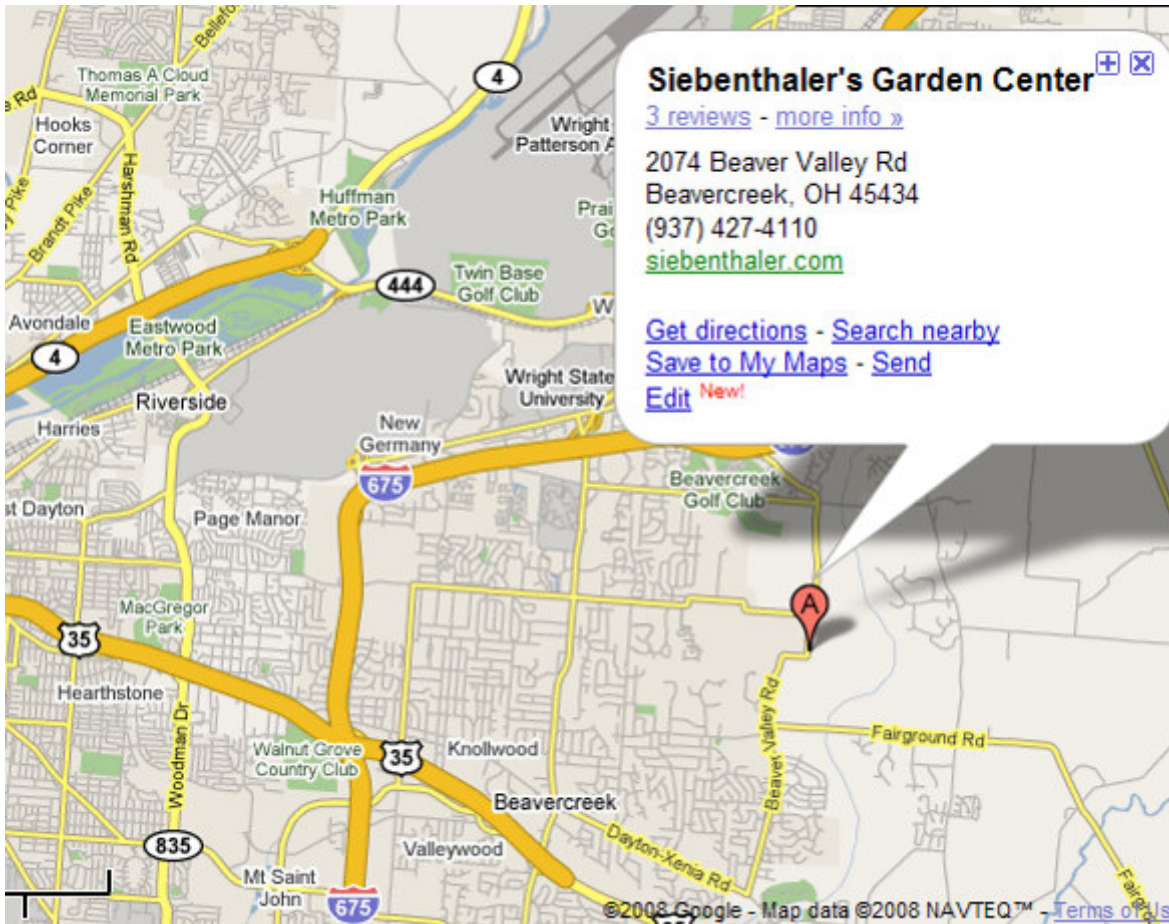 Siebenthaler's Garden Center
3 reviews - more info »
2074 Beaver Valley Rd
Beavercreek, OH 45434
(937) 427-4110
siebenthaler.com
Get directions - Search nearby
Save to My Maps - Send
Edit New!
A
4
Thomas A Cloud
Memorial Park
Hooks
Corner
Harshman Rd
Brandt Pike
Wright
Patterson
Huffman
Metro Park
Twin Base
Golf Club
444
Avondale
4
Eastwood
Metro Park
Riverside
Harries
Wright State
University
New
Germany
675
Beavercreek
Golf Club
Page Manor
MacGregor
Park
35
Hearthstone
Woodman Dr
Walnut Grove
Country Club
35
Knollwood
Beavercreek
Beaver Valley Rd
Fairground Rd
Dayton-Xenia Rd
Valleywood
835
Mt Saint
John
675
©2008 Google - Map data ©2008 NAVTEQ™ - Terms of Us